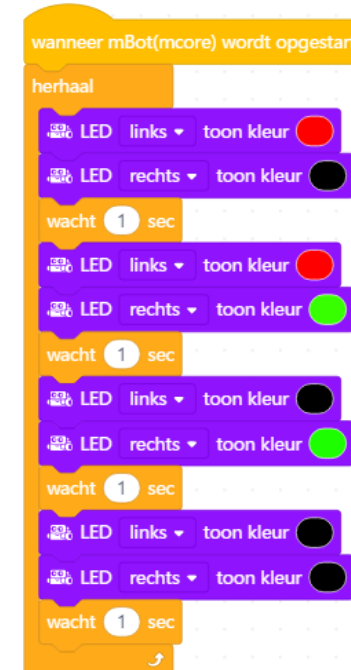 wanneer mBot(mcore) wordt opgestar
herhaal
LED links toon kleur
LED rechts toon kleur
wacht 1 sec
LED links toon kleur
LED rechts toon kleur
wacht 1 sec
LED links toon kleur
LED rechts toon kleur
wacht 1 sec
LED links toon kleur
LED rechts toon kleur
wacht 1 sec